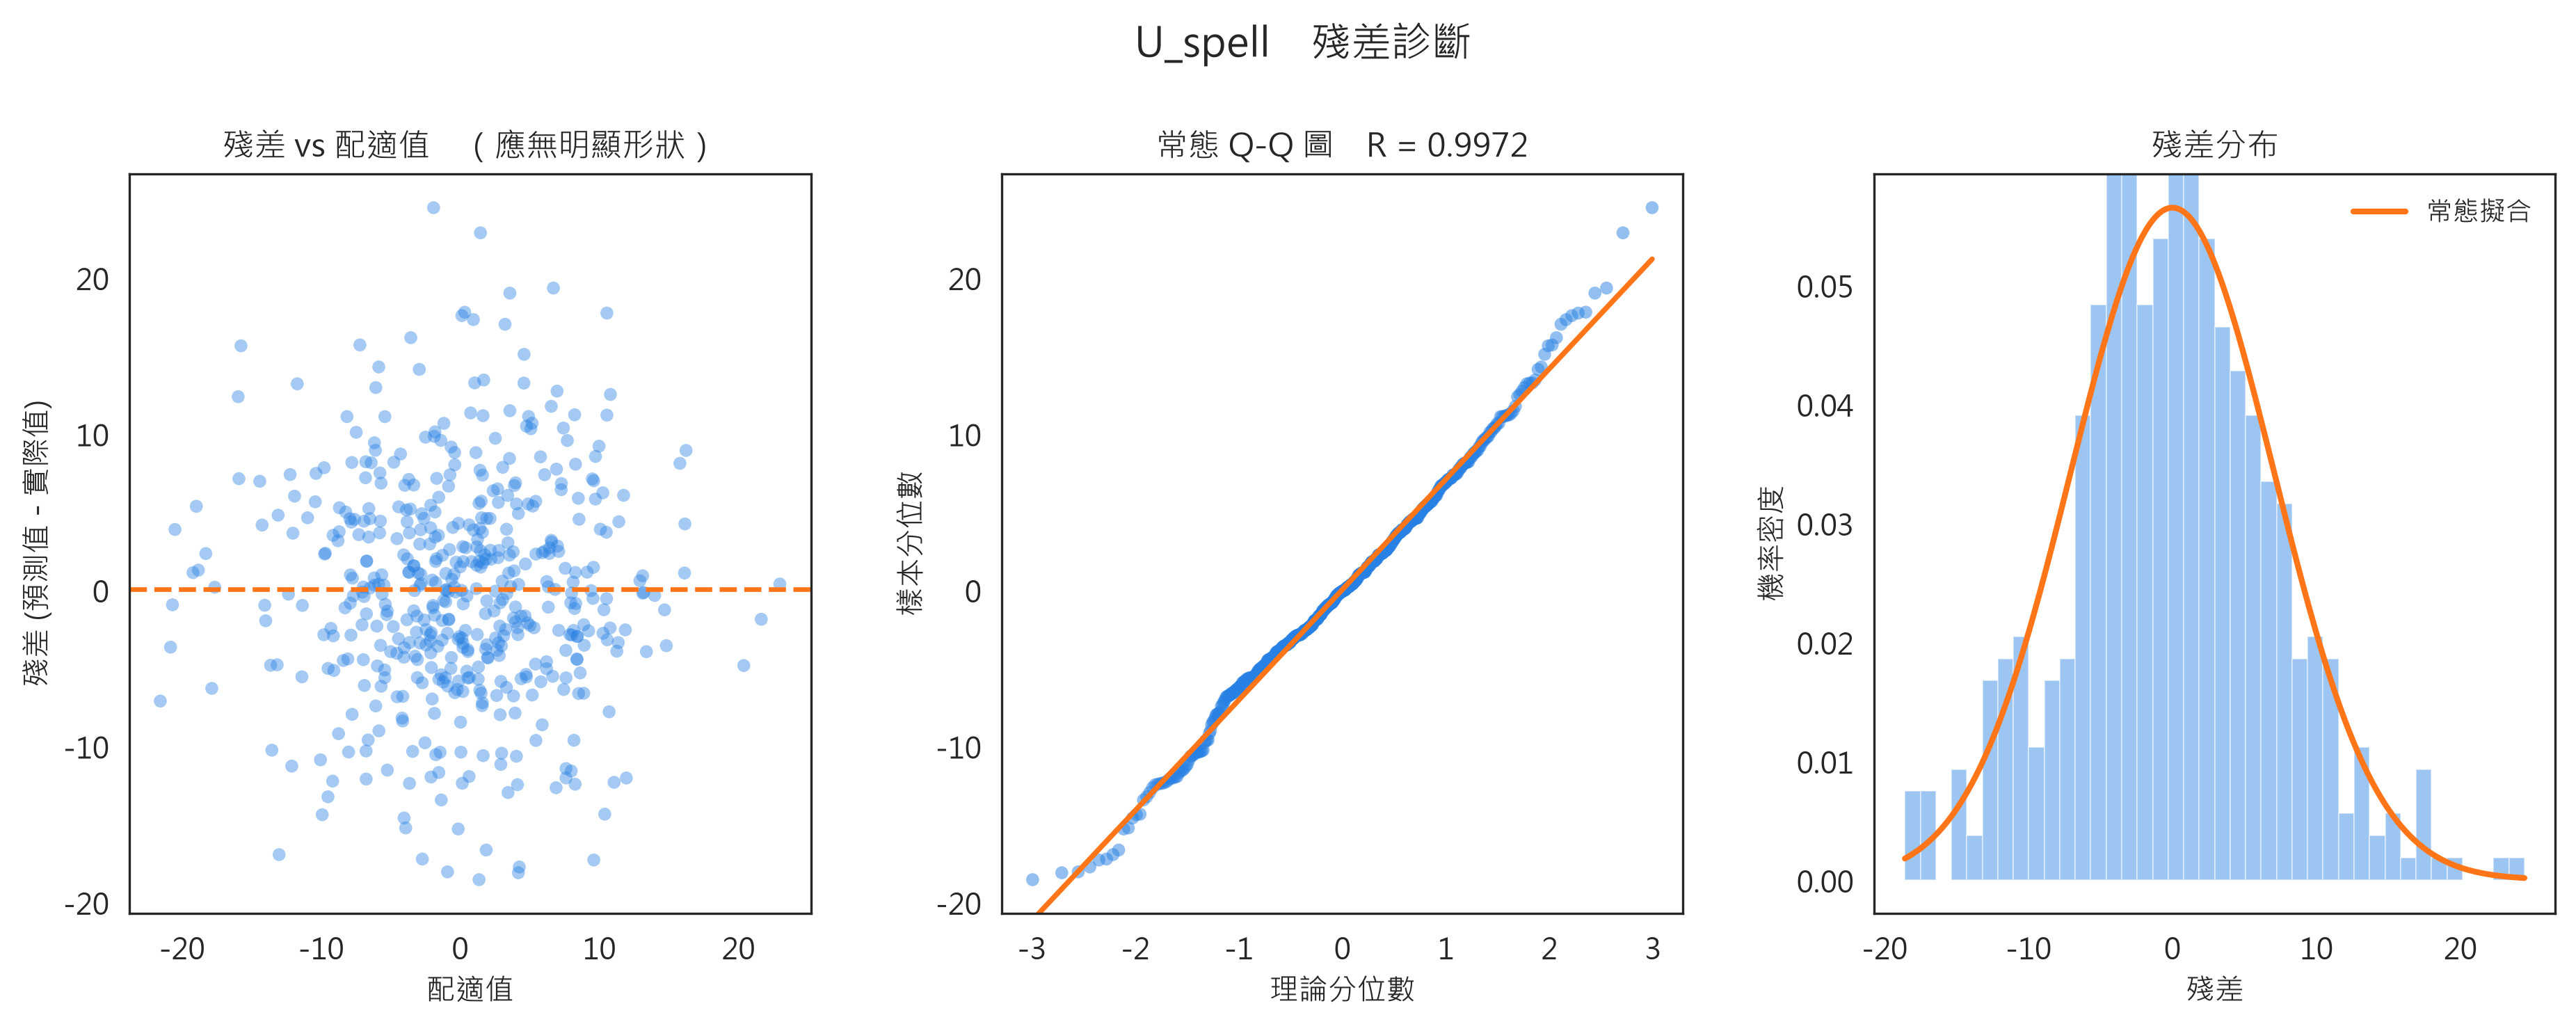 U_spell 殘差診斷
殘差 vs 配適值 （應無明顯形狀）
殘差 (預測值 - 實際值)
20
10
0
-10
-20
-20 -10 0 10 20
配適值
常態 Q-Q 圖 R = 0.9972
樣本分位數
20
10
0
-10
-20
-3 -2 -1 0 1 2 3
理論分位數
殘差分布
常態擬合
機率密度
0.05
0.04
0.03
0.02
0.01
0.00
-20 -10 0 10 20
殘差